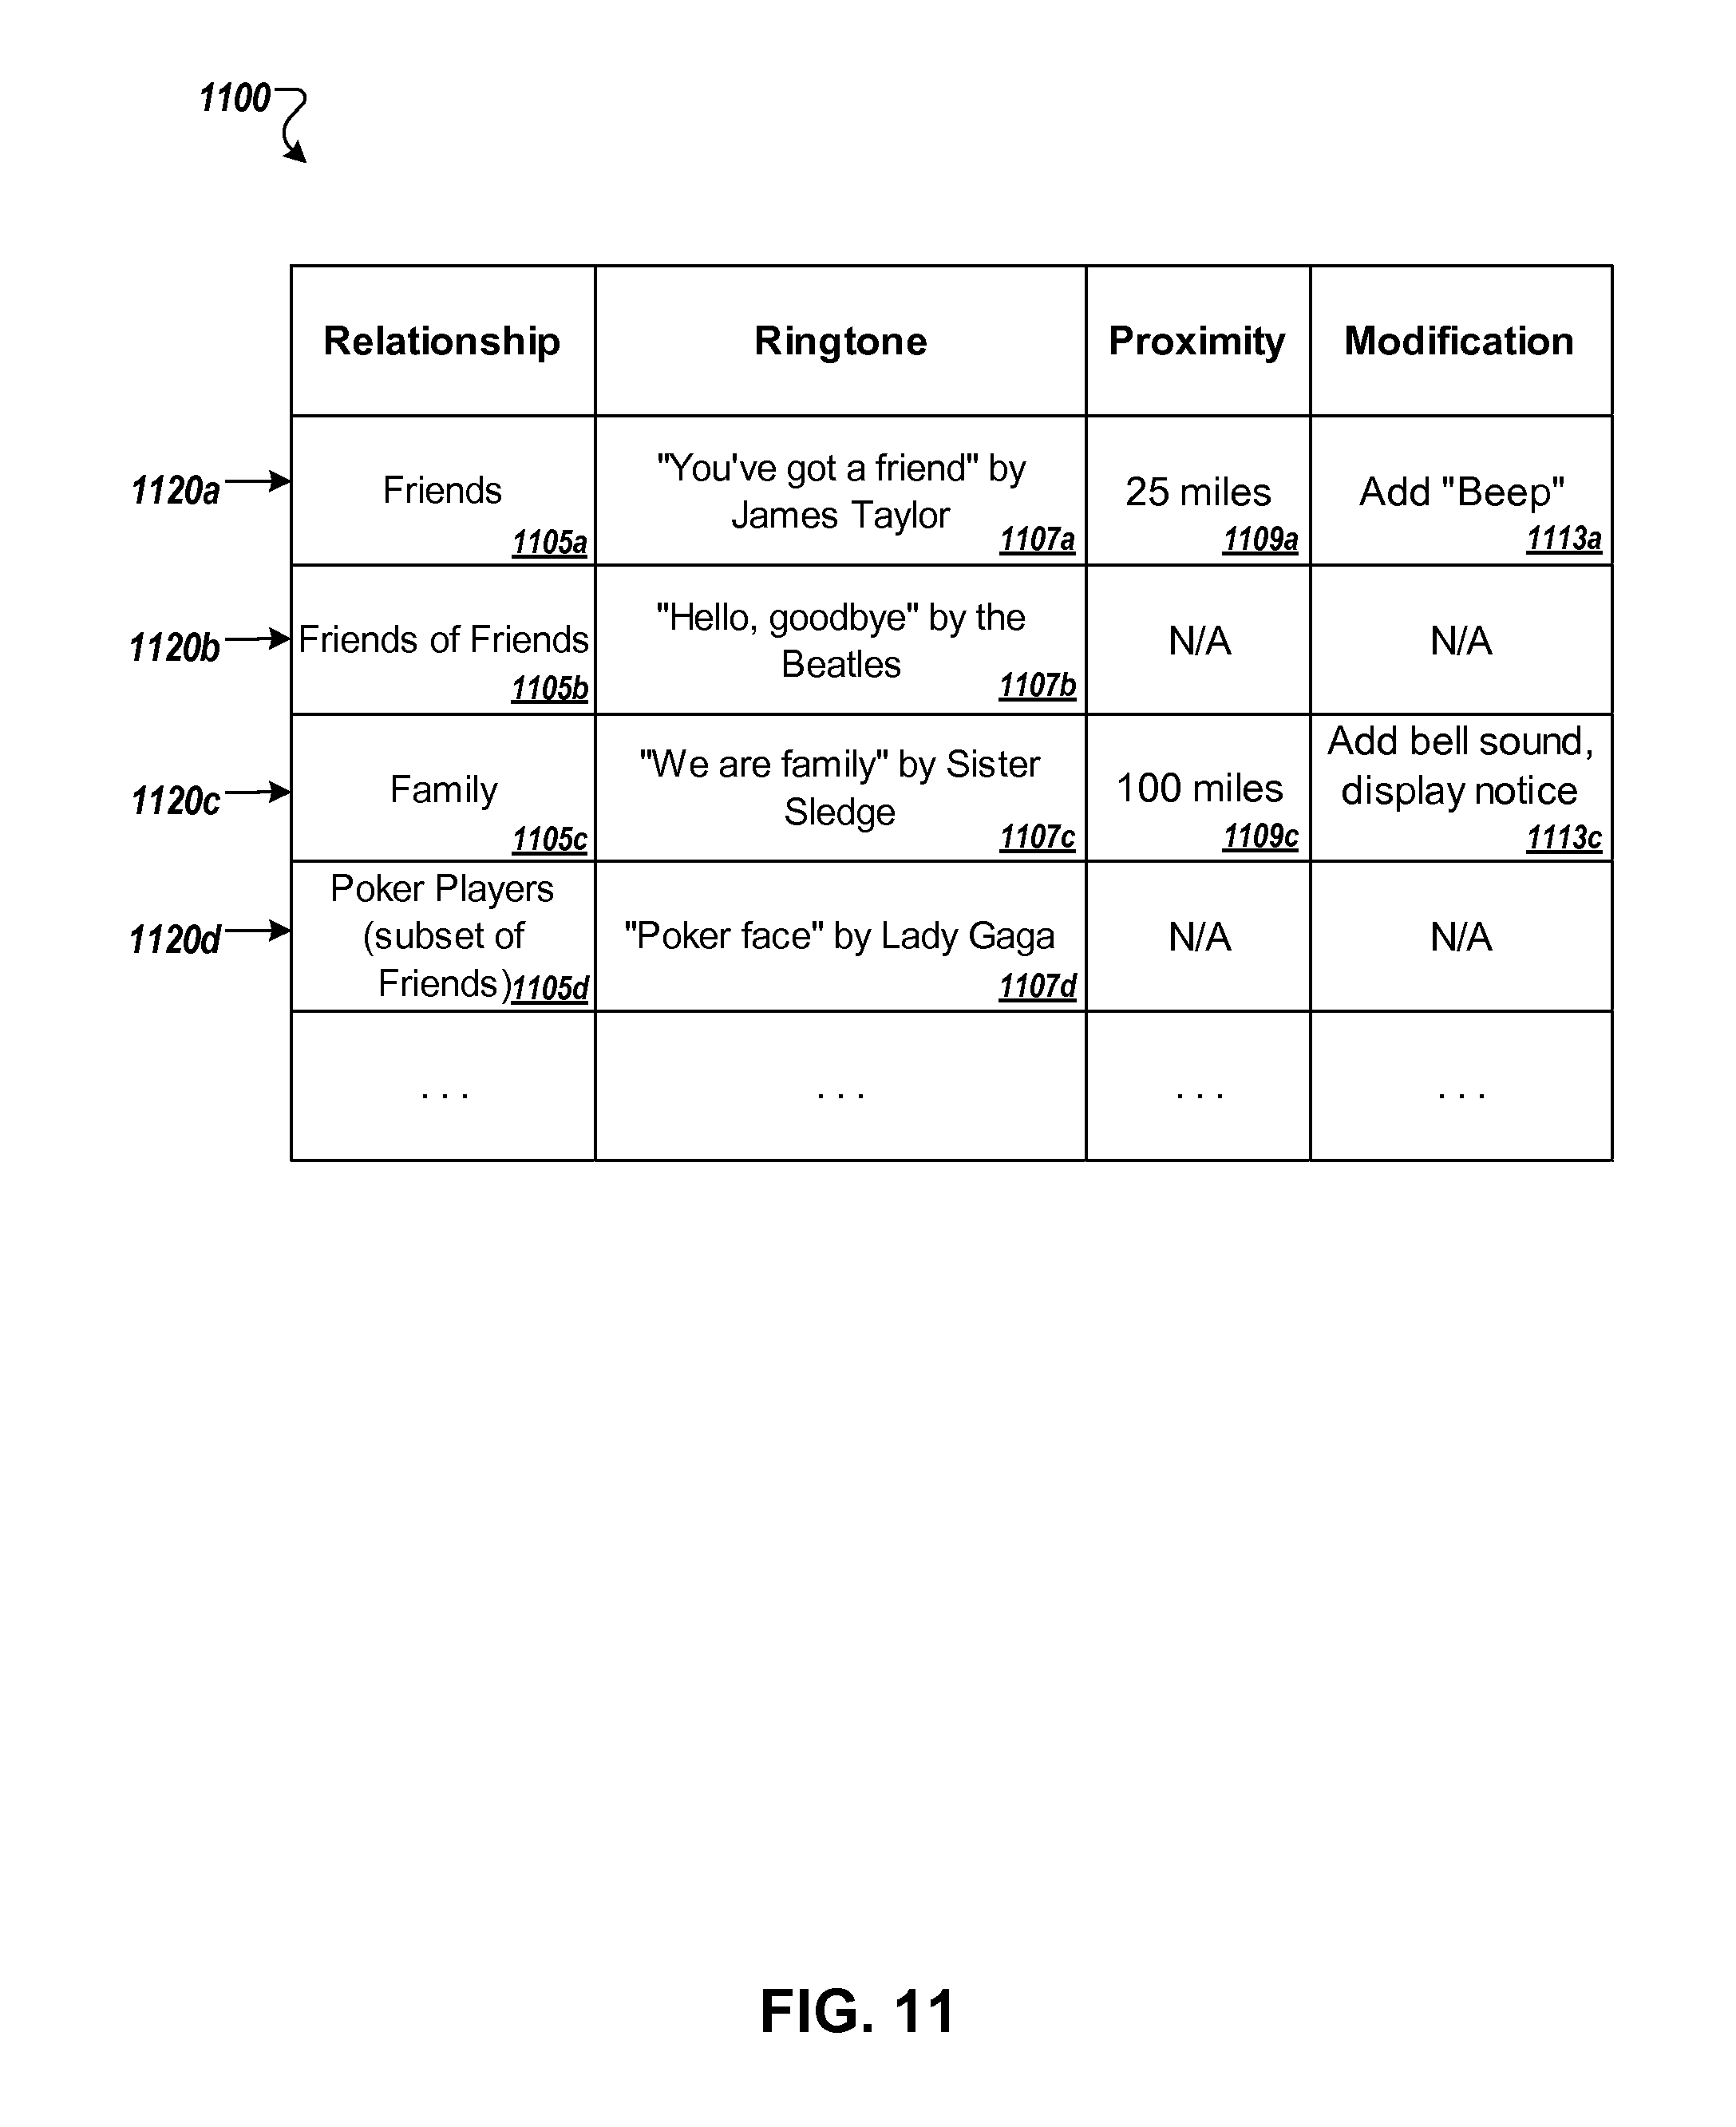 1100
Relationship Ringtone Proximity Modification
1120a
Friends
1105a
"You've got a friend" by
James Taylor
1107a
25 miles
1109a
Add "Beep"
1113a
1120b
Friends of Friends
1105b
"Hello, goodbye" by the
Beatles
1107b
N/A
N/A
1120c
Family
1105c
"We are family" by Sister
Sledge
1107c
100 miles
1109c
Add bell sound,
display notice
1113c
1120d
Poker Players
(subset of
Friends) 1105d
"Poker face" by Lady Gaga
1107d
N/A
N/A
. . . . . . . . . . . .
FIG. 11